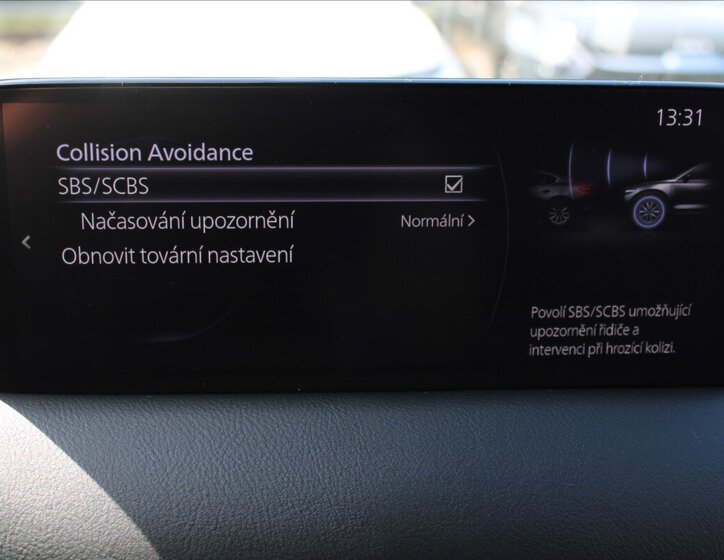 13:31
Collision Avoidance
SBS/SCBS
Načasování upozornění Normální >
Obnovit tovární nastavení
Povolí SBS/SCBS umožňující
upozornění řidiče a
intervenci při hrozící kolizi.